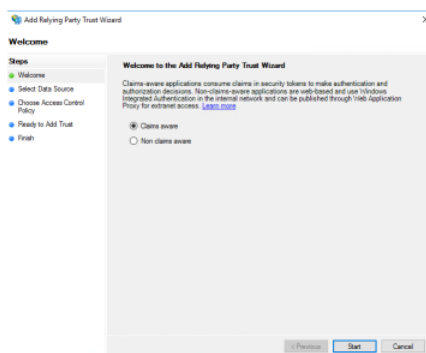 Add Relying Party Trust Wizard
Welcome
Steps
Welcome
Select Data Source
Choose Access Control
Policy
Ready to Add Trust
Finish
Welcome to the Add Relying Party Trust Wizard
Claims-aware applications consume claims in security tokens to make authentication and
authorization decisions. Non-claims-aware applications are web-based and use Windows
Integrated Authentication in the internal network and can be published through Web Application
Proxy for extranet access. Learn more
Claims aware
Non claims aware
< Previous
Start
Cancel